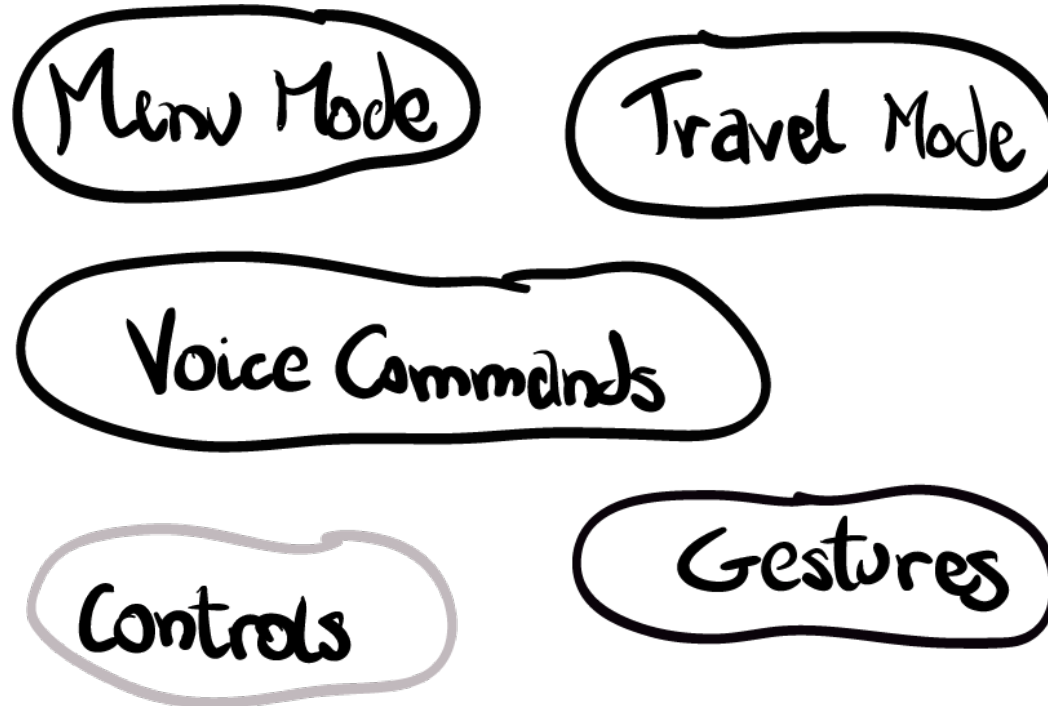 Menu Mode
Travel Mode
Voice Commands
Controls
Gestures